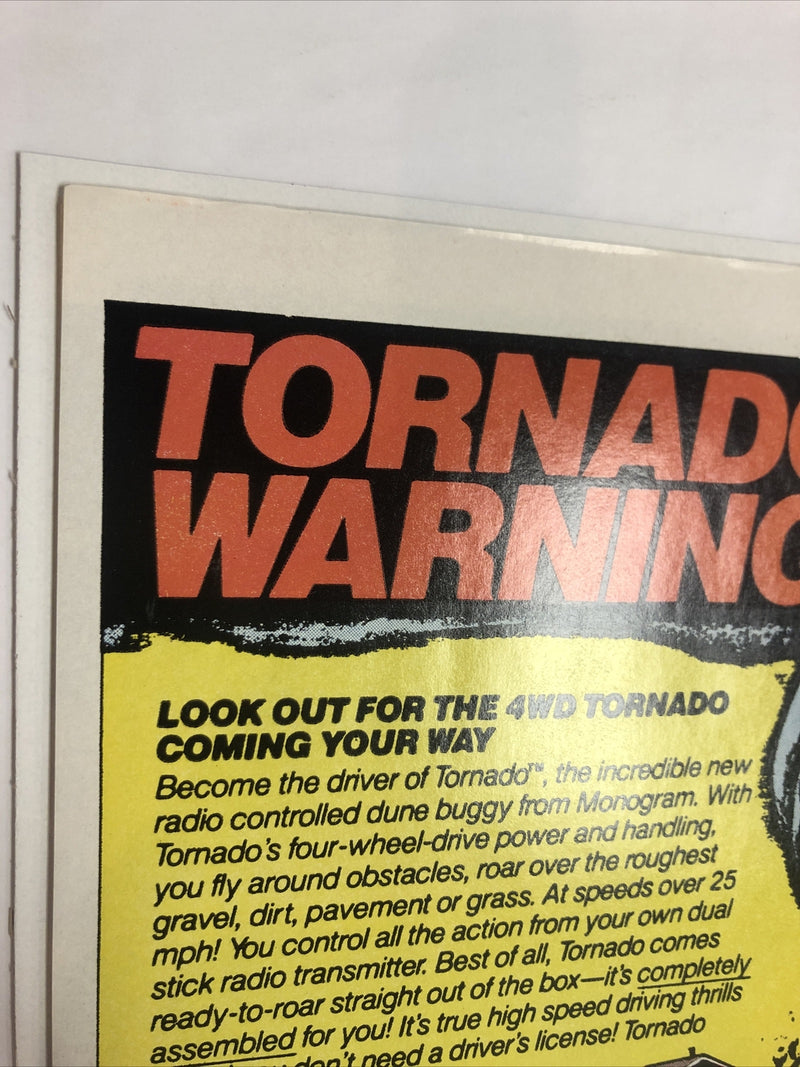 TORNADO
WARNING
LOOK OUT FOR THE 4WD TORNADO
COMING YOUR WAY
Become the driver of Tornado™, the incredible new
radio controlled dune buggy from Monogram. With
Tornado's four-wheel-drive power and handling,
you fly around obstacles, roar over the roughest
gravel, dirt, pavement or grass. At speeds over 25
mph! You control all the action from your own dual
stick radio transmitter. Best of all, Tornado comes
ready-to-roar straight out of the box—it's completely
assembled for you! It's true high speed driving thrills
don't need a driver's license! Tornado